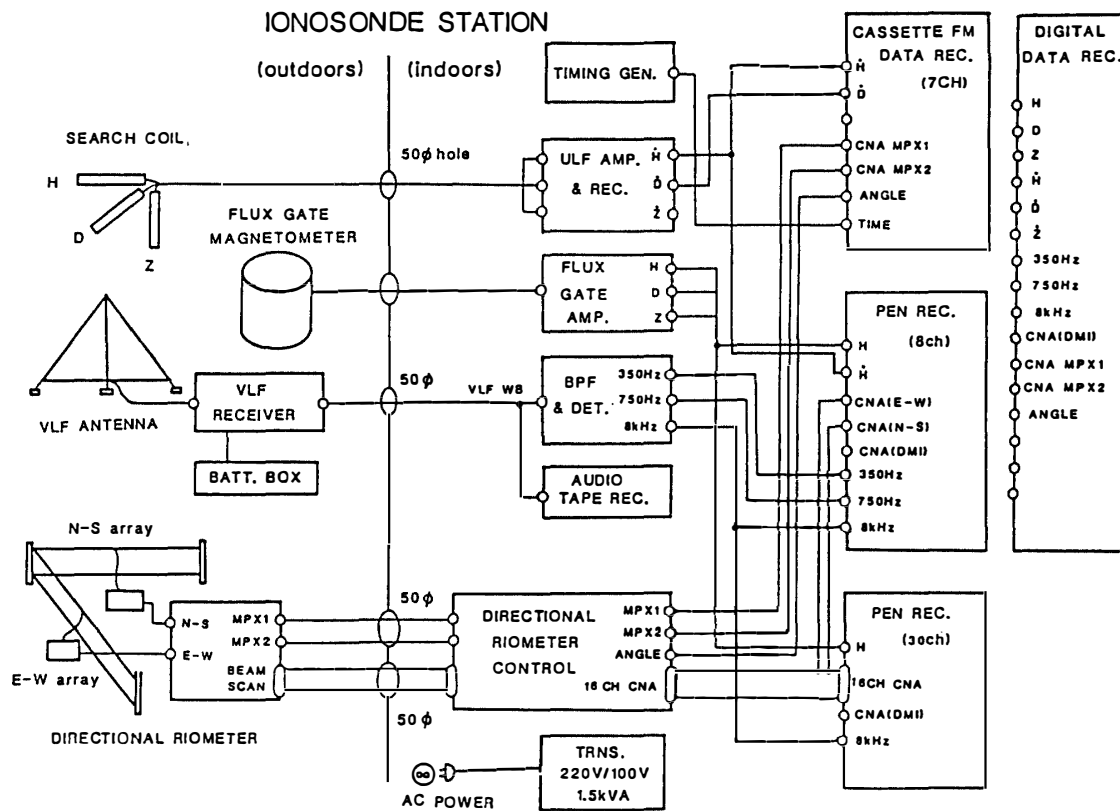 IONOSONDE STATION
(outdoors)
(indoors)
SEARCH COIL,
H
D
Z
50ϕ hole
FLUX GATE
MAGNETOMETER
VLF ANTENNA
VLF
RECEIVER
BATT. BOX
50ϕ
VLF WB
N-S array
E-W array
DIRECTIONAL RIOMETER
N-S
E-W
MPX1
MPX2
BEAM
SCAN
50ϕ
50ϕ
AC POWER
TIMING GEN.
ULF AMP.
& REC.
Ḣ
Ḋ
Ż
FLUX
GATE
AMP.
H
D
Z
BPF
& DET.
350Hz
750Hz
8kHz
AUDIO
TAPE REC.
DIRECTIONAL
RIOMETER
CONTROL
MPX1
MPX2
ANGLE
16 CH CNA
TRNS.
220V/100V
1.5kVA
CASSETTE FM
DATA REC.
(7CH)
Ḣ
Ḋ
CNA MPX1
CNA MPX2
ANGLE
TIME
PEN REC.
(8ch)
H
Ḣ
CNA(E-W)
CNA(N-S)
CNA(DMI)
350Hz
750Hz
8kHz
PEN REC.
(30ch)
H
16CH CNA
CNA(DMI)
8kHz
DIGITAL
DATA REC.
H
D
Z
Ḣ
Ḋ
Ż
350Hz
750Hz
8kHz
CNA(DMI)
CNA MPX1
CNA MPX2
ANGLE